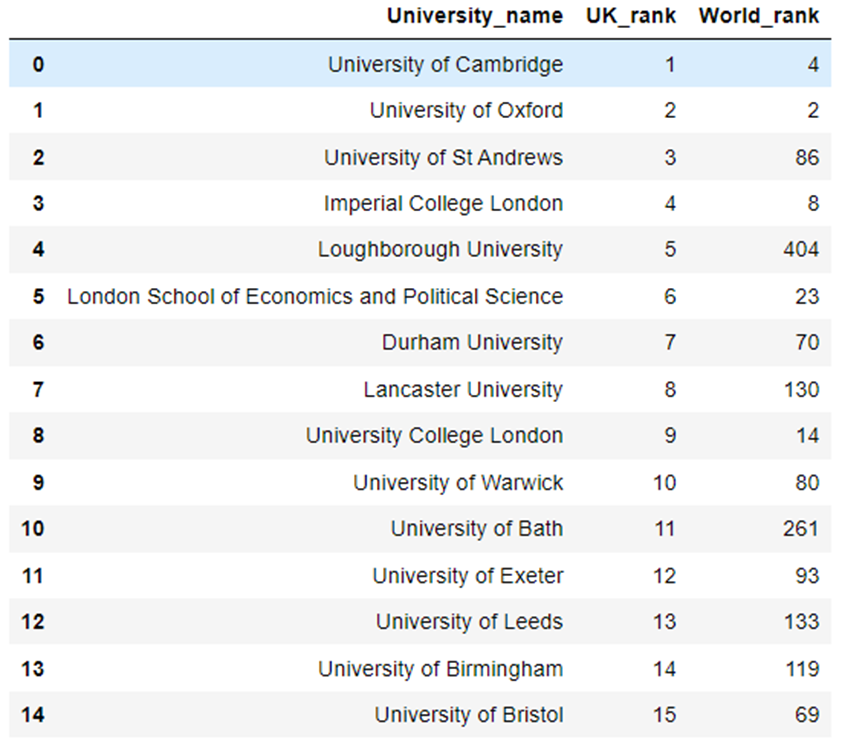 University_name UK_rank World_rank
0 University of Cambridge 1 4
1 University of Oxford 2 2
2 University of St Andrews 3 86
3 Imperial College London 4 8
4 Loughborough University 5 404
5 London School of Economics and Political Science 6 23
6 Durham University 7 70
7 Lancaster University 8 130
8 University College London 9 14
9 University of Warwick 10 80
10 University of Bath 11 261
11 University of Exeter 12 93
12 University of Leeds 13 133
13 University of Birmingham 14 119
14 University of Bristol 15 69